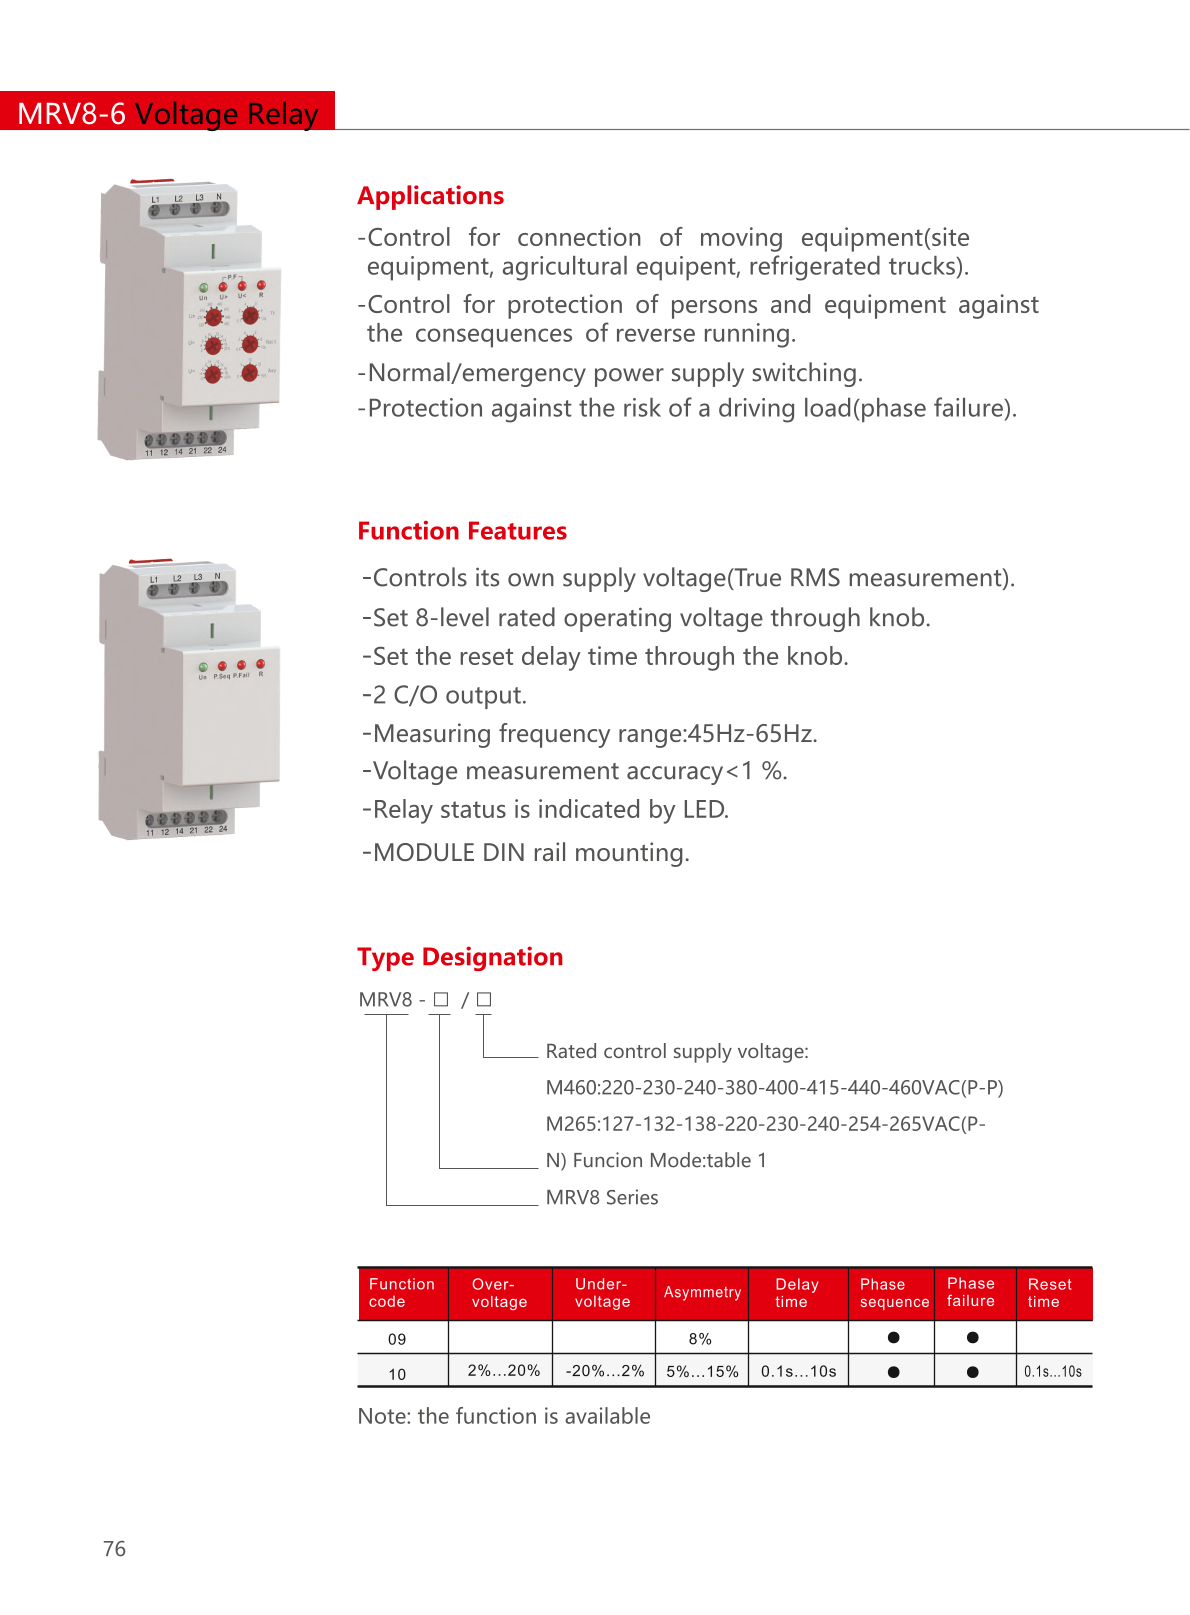 MRV8-6 Voltage Relay
L1 L2 L3 N
P.F
Un U> U< R
11 12 14 21 22 24
Applications
-Control for connection of moving equipment(site
equipment, agricultural equipent, refrigerated trucks).
-Control for protection of persons and equipment against
the consequences of reverse running.
-Normal/emergency power supply switching.
-Protection against the risk of a driving load(phase failure).
L1 L2 L3 N
Un P.Seq P.Fail R
11 12 14 21 22 24
Function Features
-Controls its own supply voltage(True RMS measurement).
-Set 8-level rated operating voltage through knob.
-Set the reset delay time through the knob.
-2 C/O output.
-Measuring frequency range:45Hz-65Hz.
-Voltage measurement accuracy<1 %.
-Relay status is indicated by LED.
-MODULE DIN rail mounting.
Type Designation
MRV8 - □ / □
Rated control supply voltage:
M460:220-230-240-380-400-415-440-460VAC(P-P)
M265:127-132-138-220-230-240-254-265VAC(P-
N) Funcion Mode:table 1
MRV8 Series
Function code Over-voltage Under-voltage Asymmetry Delay time Phase sequence Phase failure Reset time
09 8% ● ●
10 2%...20% -20%...2% 5%...15% 0.1s...10s ● ● 0.1s...10s
Note: the function is available
76